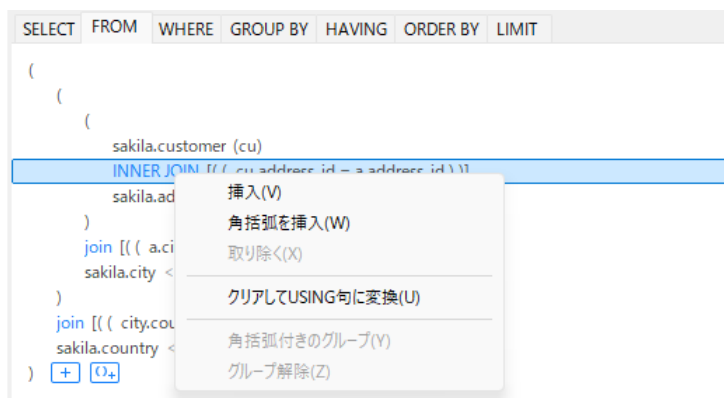 SELECT FROM WHERE GROUP BY HAVING ORDER BY LIMIT
(
(
(
sakila.customer (cu)
INNER JOIN [( ( cu.address_id = a.address_id ) )]
sakila.ad
)
join [( ( a.ci
sakila.city <
)
join [( ( city.cou
sakila.country <
) + ()+
挿入(V)
角括弧を挿入(W)
取り除く(X)
クリアしてUSING句に変換(U)
角括弧付きのグループ(Y)
グループ解除(Z)